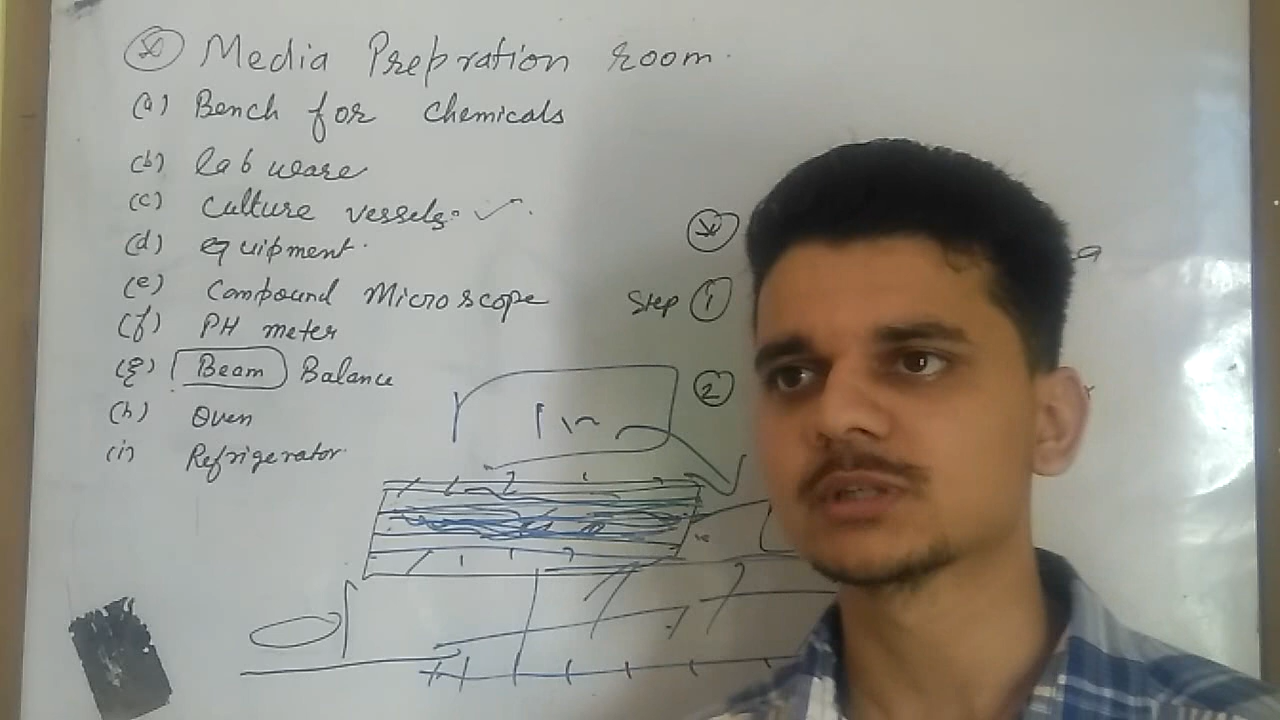 Media Prepration room.
(a) Bench for chemicals
(b) lab ware
(c) culture vessels.
(d) equipment.
(e) Compound Microscope
(f) PH meter
(g) Beam Balance
(h) Oven
(i) Refrigerator
Step 1
2